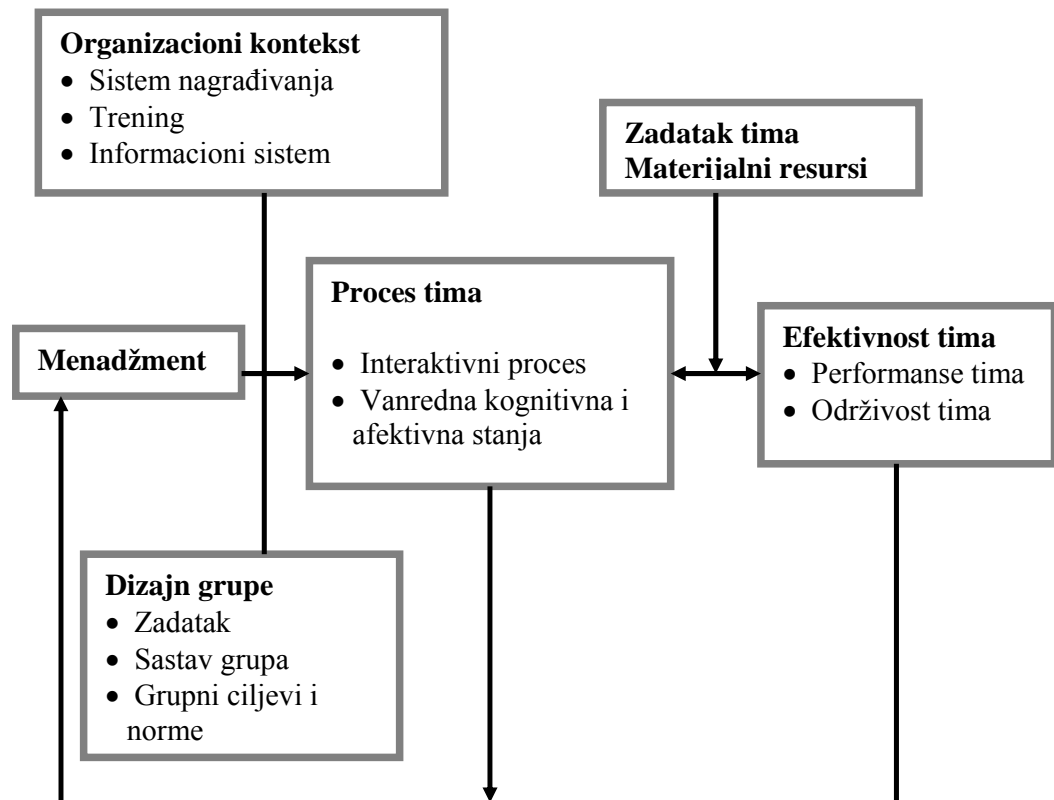 Organizacioni kontekst
• Sistem nagrađivanja
• Trening
• Informacioni sistem
Zadatak tima
Materijalni resursi
Menadžment
Proces tima
• Interaktivni proces
• Vanredna kognitivna i
afektivna stanja
Efektivnost tima
• Performanse tima
• Održivost tima
Dizajn grupe
• Zadatak
• Sastav grupa
• Grupni ciljevi i
norme